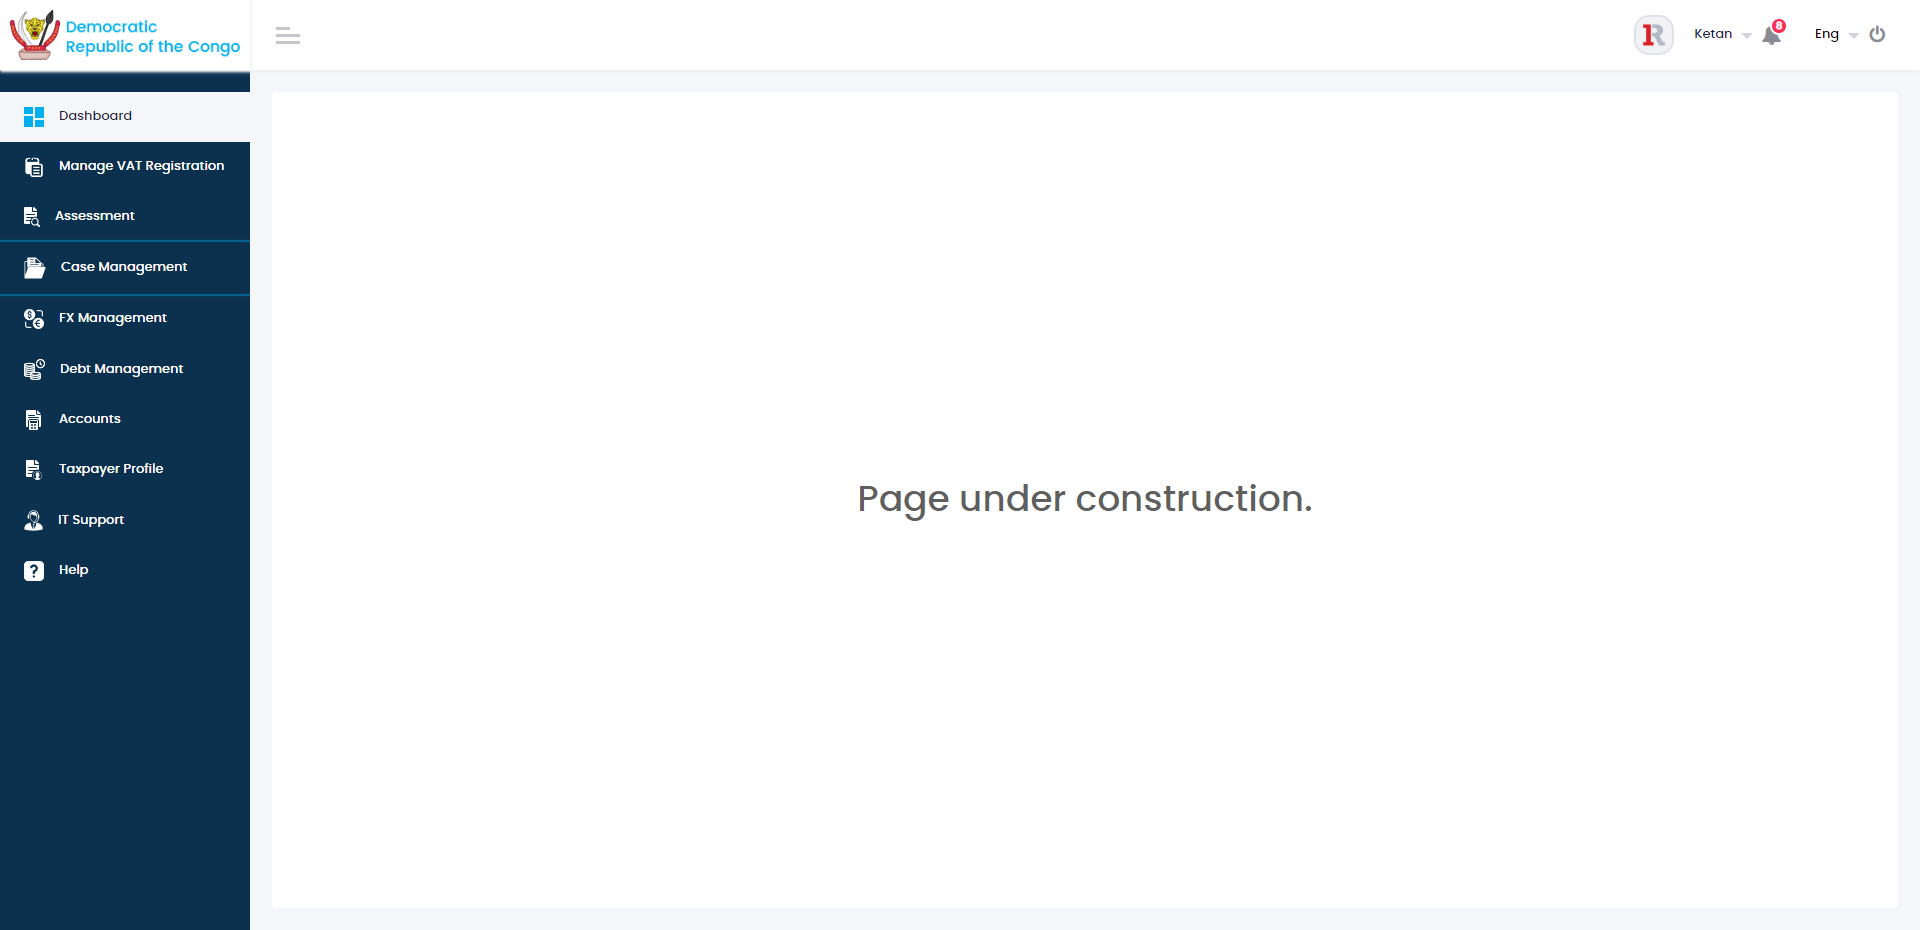 Democratic
Republic of the Congo
Ketan
8
Eng
Dashboard
Manage VAT Registration
Assessment
Case Management
FX Management
Debt Management
Accounts
Taxpayer Profile
IT Support
Help
Page under construction.